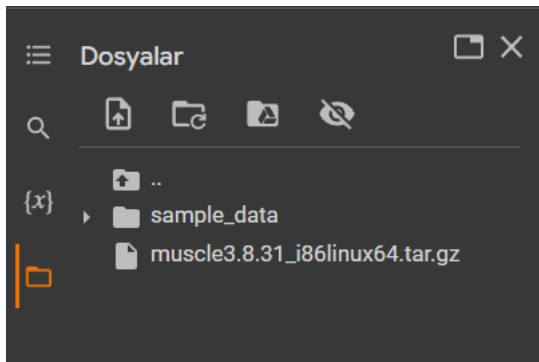 Dosyalar
{x}
..
sample_data
muscle3.8.31_i86linux64.tar.gz